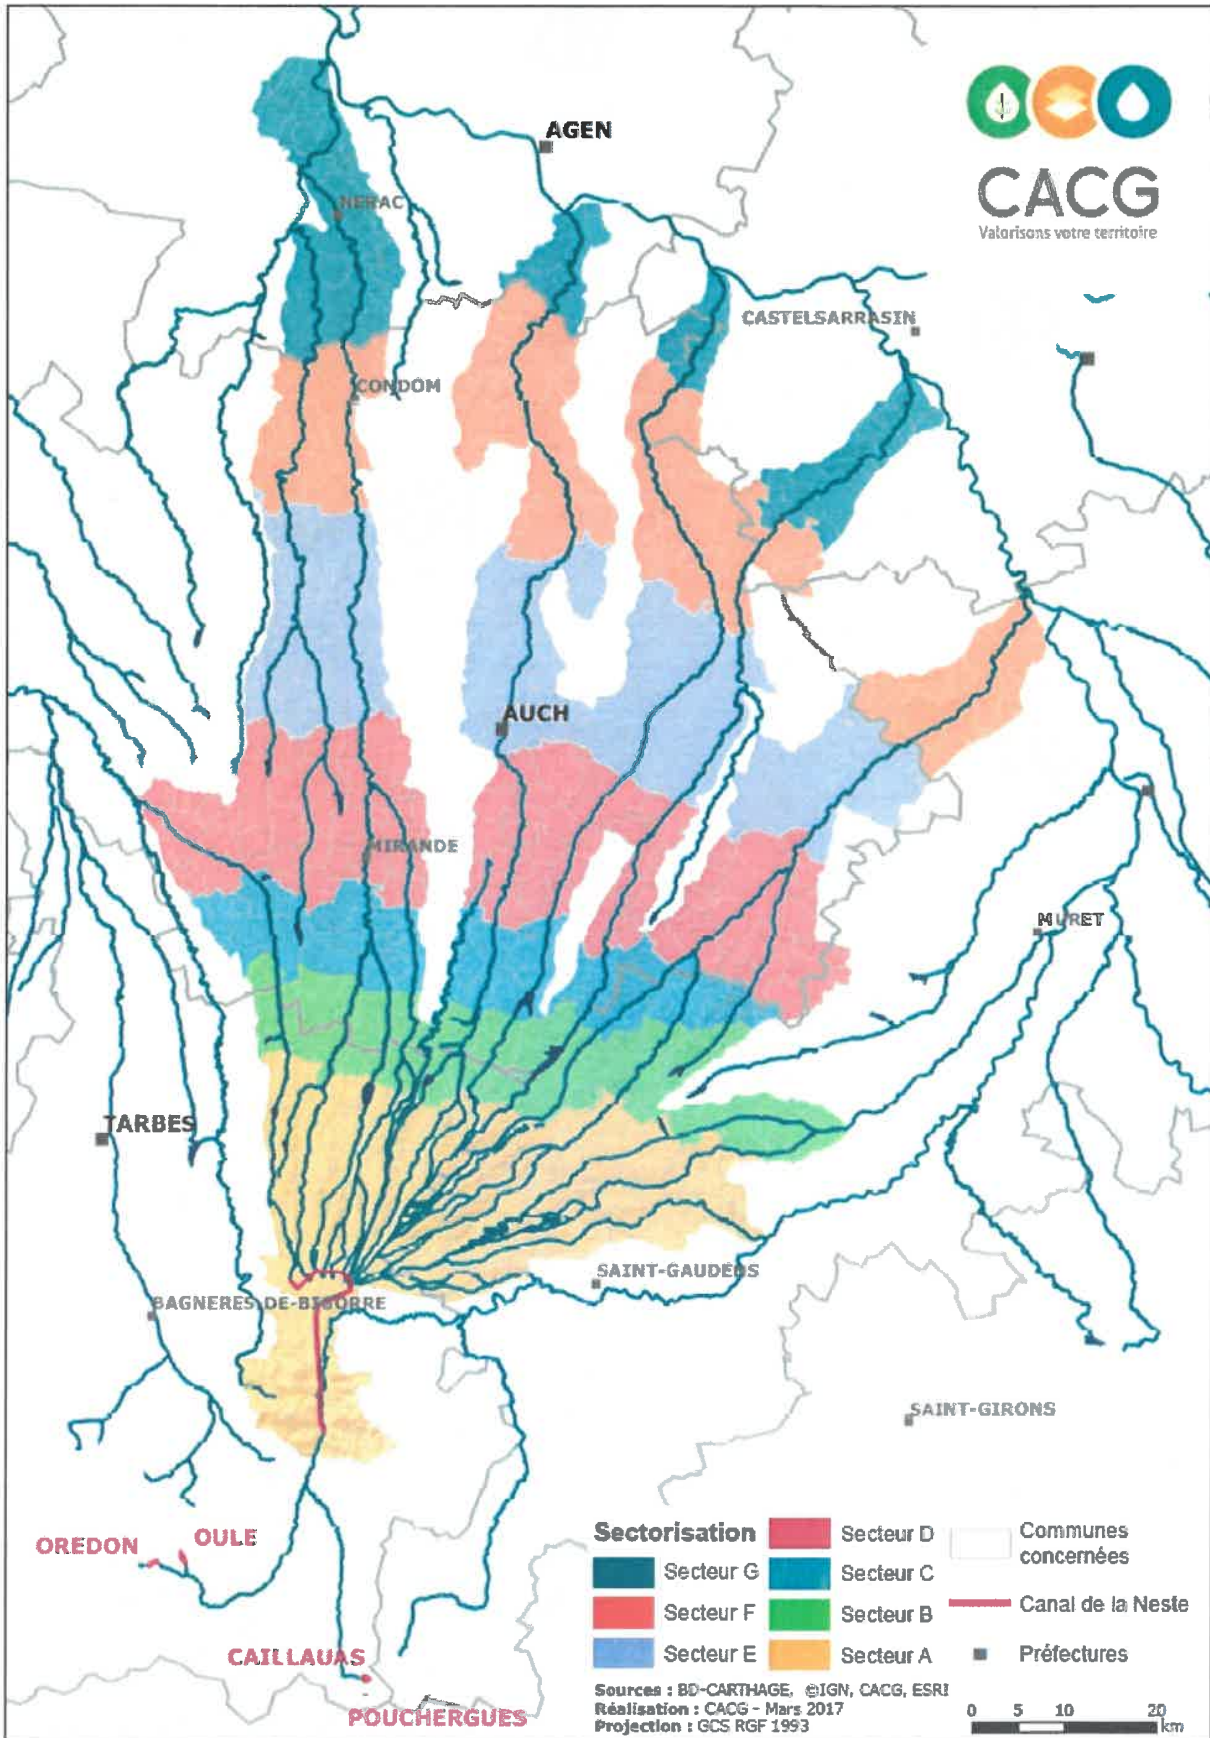 AGEN
NERAC
CACG
Valorisons votre territoire
CASTELSARRASIN
CONDOM
AUCH
MIRANDE
MURET
TARBES
SAINT-GAUDENS
BAGNERES-DE-BIGORRE
SAINT-GIRONS
OREDON
OULE
CAILLAUAS
POUCHERGUES
Sectorisation
Secteur G
Secteur F
Secteur E
Secteur D
Secteur C
Secteur B
Secteur A
Communes
concernées
Canal de la Neste
Préfectures
Sources : BD-CARTHAGE, ©IGN, CACG, ESRI
Réalisation : CACG - Mars 2017
Projection : GCS RGF 1993
0 5 10 20
km